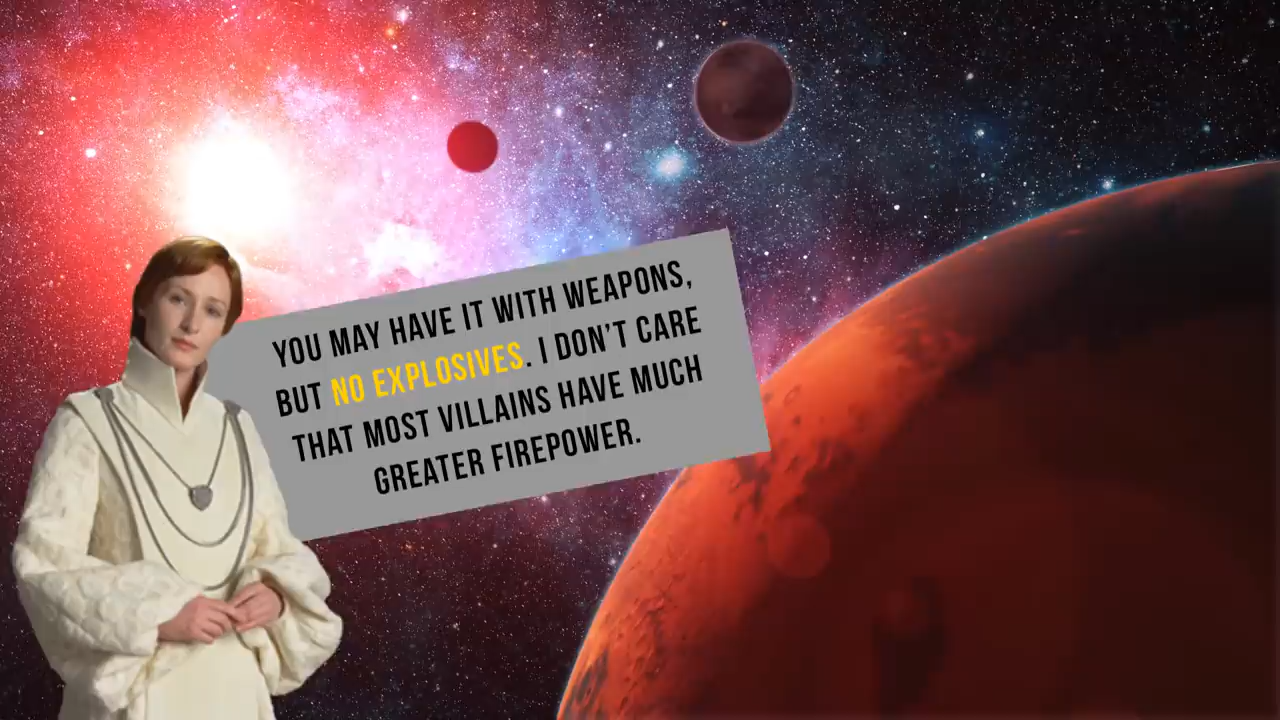 YOU MAY HAVE IT WITH WEAPONS,
BUT NO EXPLOSIVES. I DON'T CARE
THAT MOST VILLAINS HAVE MUCH
GREATER FIREPOWER.